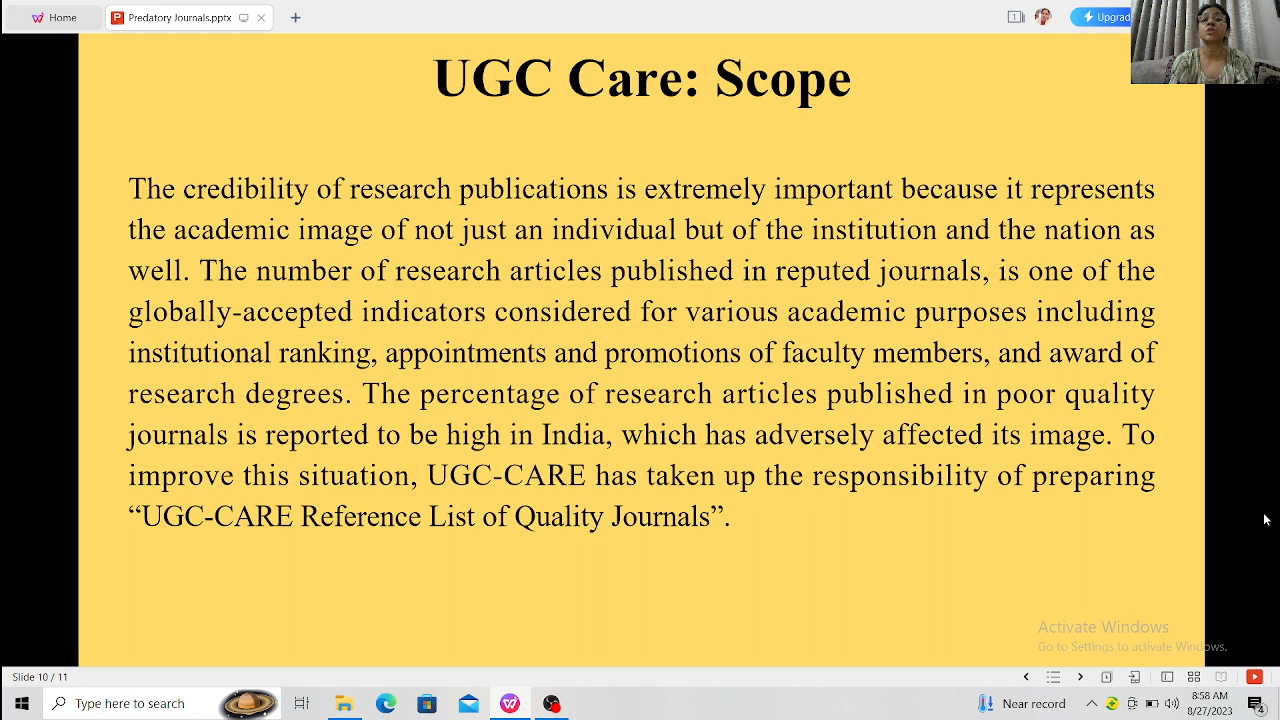 Home
Predatory Journals.pptx
Upgrad
UGC Care: Scope
The credibility of research publications is extremely important because it represents
the academic image of not just an individual but of the institution and the nation as
well. The number of research articles published in reputed journals, is one of the
globally-accepted indicators considered for various academic purposes including
institutional ranking, appointments and promotions of faculty members, and award of
research degrees. The percentage of research articles published in poor quality
journals is reported to be high in India, which has adversely affected its image. To
improve this situation, UGC-CARE has taken up the responsibility of preparing
“UGC-CARE Reference List of Quality Journals”.
Activate Windows
Go to Settings to activate Windows.
Slide 10 / 11
Type here to search
Near record
8:58 AM
8/27/2023
4